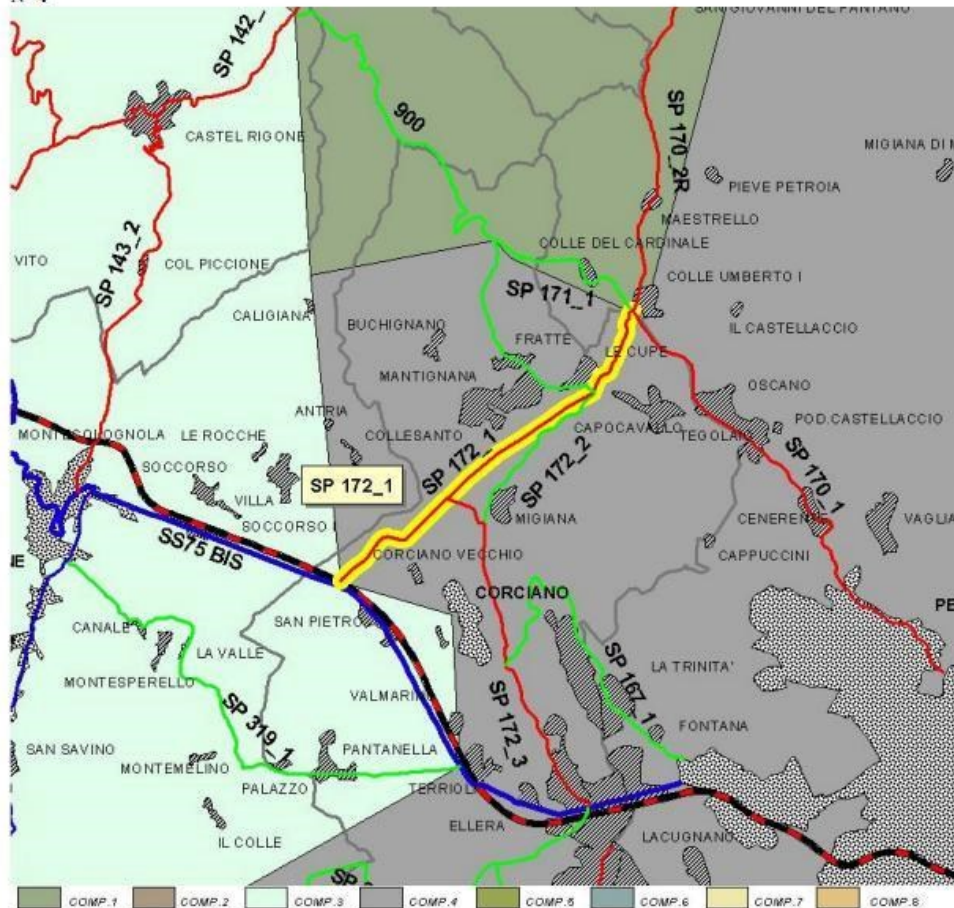 SAN GIOVANNI DEL PANTANO
SP 142_
CASTEL RIGONE
900
SP 170_2R
MIGIANA DI M
PIEVE PETROIA
MAESTRELLO
COLLE DEL CARDINALE
VITO
SP 143_2
COL PICCIONE
COLLE UMBERTO I
SP 171_1
CALIGIANA
BUCHIGNANO
IL CASTELLACCIO
FRATTE
LE CUPE
MANTIGNANA
OSCANO
ANTRIA
POD.CASTELLACCIO
CAPOCAVALLO
TEGOLARO
MONTECOLOGNOLA
LE ROCCHE
COLLESANTO
SP 172_1
SP 172_2
SP 170_1
SOCCORSO
SP 172_1
VILLA
MIGIANA
CENERENTE
VAGLIA
SOCCORSO I
SS75 BIS
CORCIANO VECCHIO
CAPPUCCINI
NE
CORCIANO
PE
CANALE
SAN PIETRO
LA VALLE
LA TRINITA'
MONTESPERELLO
SP 167_1
VALMARINO
SP 319_1
SP 172_3
FONTANA
SAN SAVINO
PANTANELLA
MONTEMELINO
PALAZZO
TERRIOLI
ELLERA
LACUGNANO
IL COLLE
COMP.1 COMP.2 COMP.3 COMP.4 COMP.5 COMP.6 COMP.7 COMP.8